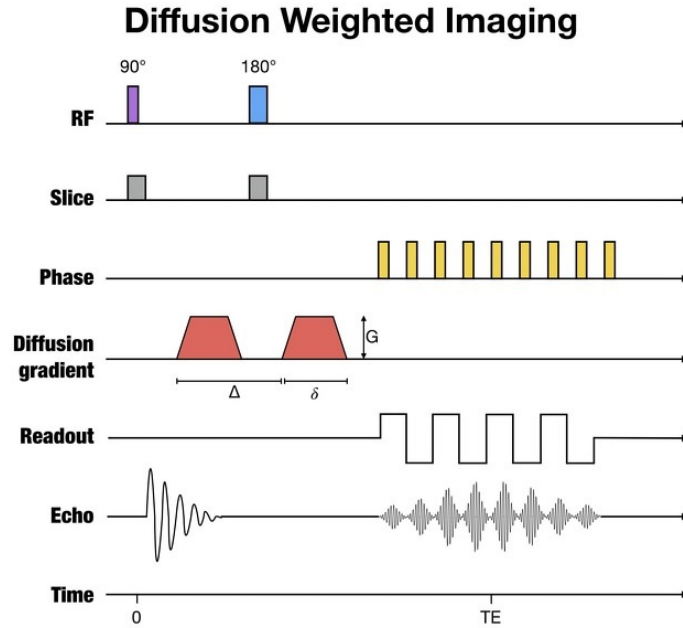 Diffusion Weighted Imaging
90°
180°
RF
Slice
Phase
Diffusion
gradient
G
Δ
δ
Readout
Echo
Time
0
TE